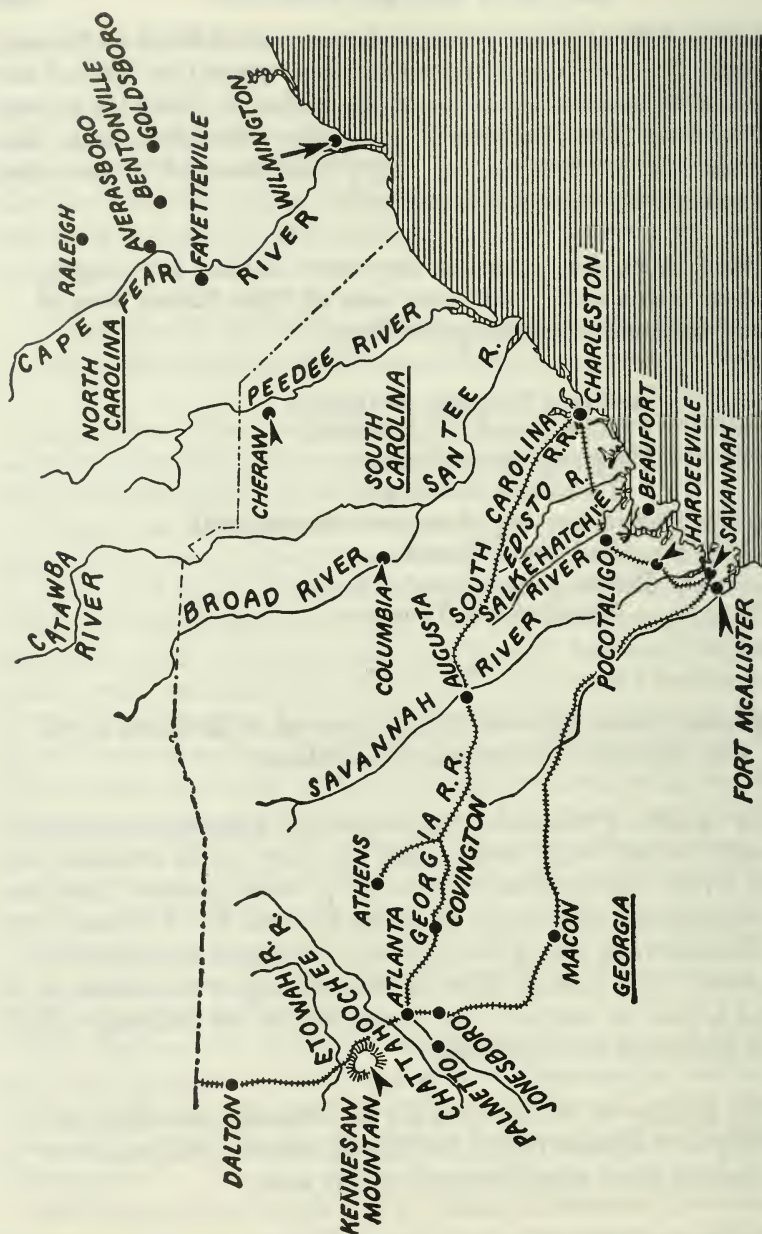 DALTON
KENNESAW
MOUNTAIN
ETOWAH R.
CHATTAHOOCHEE R.
ATLANTA
PALMETTO
JONESBORO
ATHENS
GEORGIA R.R.
COVINGTON
MACON
GEORGIA
SAVANNAH
RIVER
AUGUSTA
CATAWBA
RIVER
BROAD RIVER
COLUMBIA
SOUTH CAROLINA
R.R.
EDISTO R.
SALKEHATCHIE
RIVER
POCOTALIGO
FORT McALLISTER
SAVANNAH
HARDEEVILLE
BEAUFORT
CHARLESTON
SANTEE R.
SOUTH
CAROLINA
CHERAW
PEEDEE RIVER
NORTH
CAROLINA
CAPE FEAR
RIVER
RALEIGH
AVERASBORO
BENTONVILLE
GOLDSBORO
FAYETTEVILLE
WILMINGTON